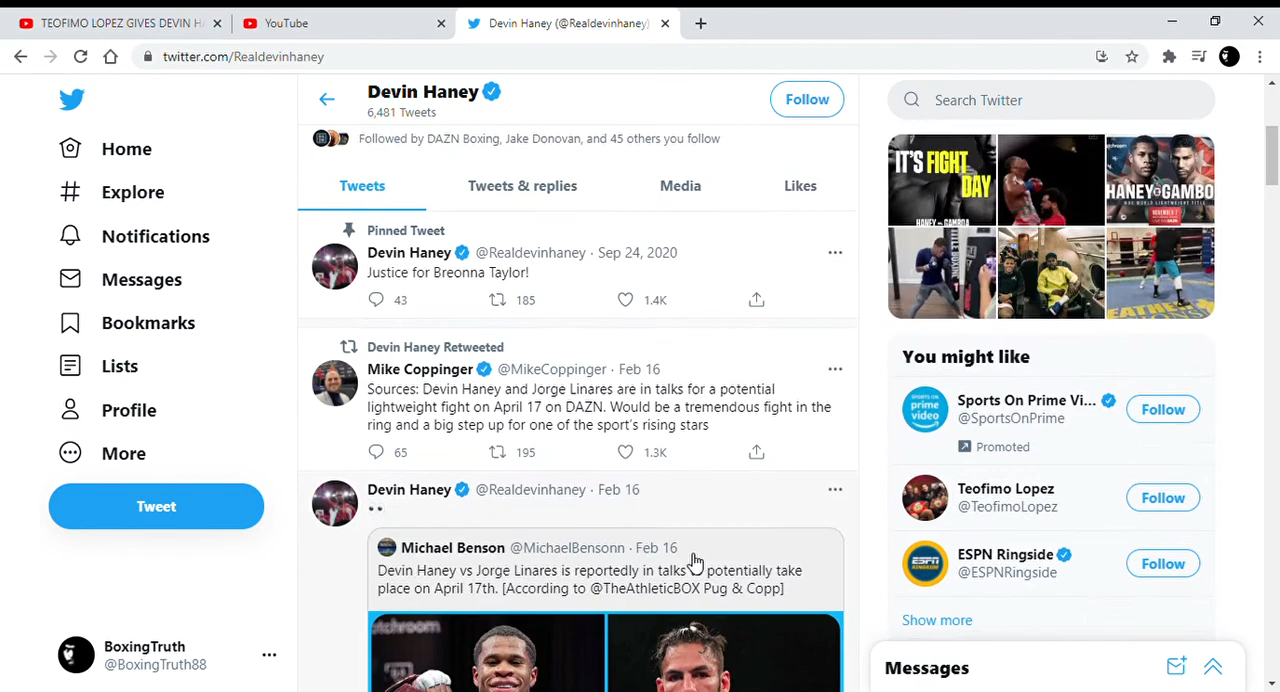 TEOFIMO LOPEZ GIVES DEVIN H
YouTube
Devin Haney (@Realdevinhaney)
twitter.com/Realdevinhaney
Home
Explore
Notifications
Messages
Bookmarks
Lists
Profile
More
Tweet
BoxingTruth
@BoxingTruth88
Devin Haney
6,481 Tweets
Follow
Followed by DAZN Boxing, Jake Donovan, and 45 others you follow
Tweets
Tweets & replies
Media
Likes
Pinned Tweet
Devin Haney @Realdevinhaney · Sep 24, 2020
Justice for Breonna Taylor!
43 185 1.4K
Devin Haney Retweeted
Mike Coppinger @MikeCoppinger · Feb 16
Sources: Devin Haney and Jorge Linares are in talks for a potential
lightweight fight on April 17 on DAZN. Would be a tremendous fight in the
ring and a big step up for one of the sport's rising stars
65 195 1.3K
Devin Haney @Realdevinhaney · Feb 16
Michael Benson @MichaelBensonn · Feb 16
Devin Haney vs Jorge Linares is reportedly in talks potentially take
place on April 17th. [According to @TheAthleticBOX Pug & Copp]
Search Twitter
IT'S FIGHT
DAY
HANEY GAMBOA
HANEY GAMBO
You might like
Sports On Prime Vi...
@SportsOnPrime
Follow
Promoted
Teofimo Lopez
@TeofimoLopez
Follow
ESPN Ringside
@ESPNRingside
Follow
Show more
Messages